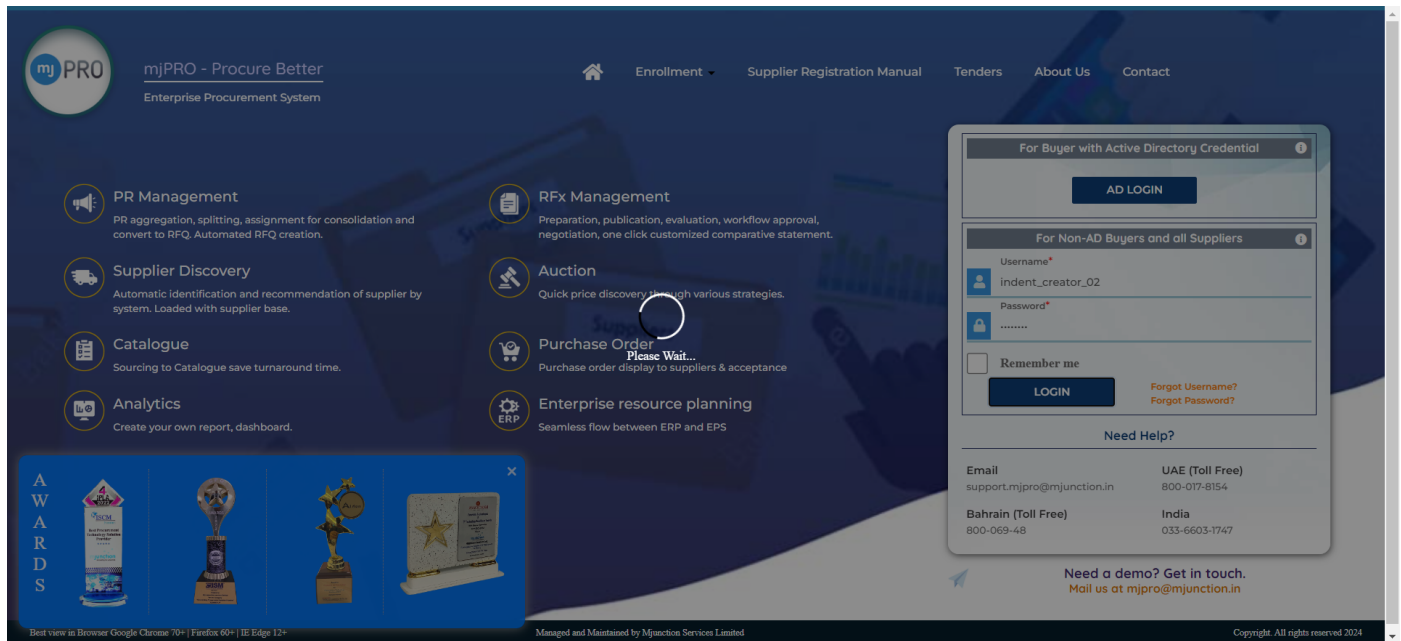 mj PRO
mjPRO - Procure Better
Enterprise Procurement System
Enrollment
Supplier Registration Manual
Tenders
About Us
Contact
PR Management
PR aggregation, splitting, assignment for consolidation and
convert to RFQ. Automated RFQ creation.
Supplier Discovery
Automatic identification and recommendation of supplier by
system. Loaded with supplier base.
Catalogue
Sourcing to Catalogue save turnaround time.
Analytics
Create your own report, dashboard.
RFx Management
Preparation, publication, evaluation, workflow approval,
negotiation, one click customized comparative statement.
Auction
Quick price discovery through various strategies.
Purchase Order
Purchase order display to suppliers & acceptance
ERP
Enterprise resource planning
Seamless flow between ERP and EPS
Please Wait...
For Buyer with Active Directory Credential
AD LOGIN
For Non-AD Buyers and all Suppliers
Username*
indent_creator_02
Password*
........
Remember me
LOGIN
Forgot Username?
Forgot Password?
Need Help?
Email
support.mjpro@mjunction.in
UAE (Toll Free)
800-017-8154
Bahrain (Toll Free)
800-069-48
India
033-6603-1747
Need a demo? Get in touch.
Mail us at mjpro@mjunction.in
AWARDS
Best view in Browser Google Chrome 70+ | Firefox 60+ | IE Edge 12+
Managed and Maintained by Mjunction Services Limited
Copyright. All rights reserved 2024